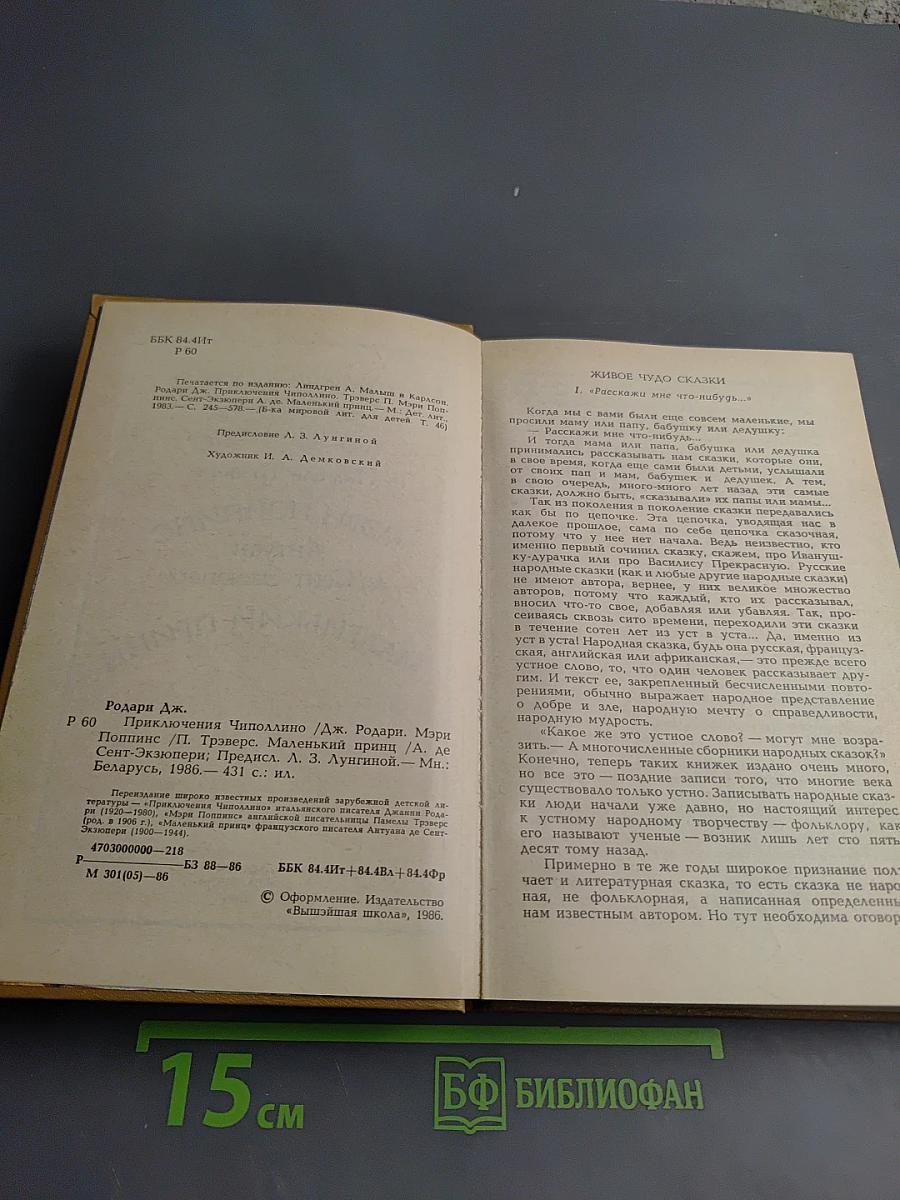 ББК 84.4Ит
Р 60
Печатается по изданию: Линдгрен А. Малыш и Карлсон.
Родари Дж. Приключения Чиполлино. Трэверс П. Мэри Поп-
пинс. Сент-Экзюпери А. де. Маленький принц.— М.: Дет. лит.,
1983.— С. 245—578.— (Б-ка мировой лит. для детей. Т. 46)
Предисловие Л. З. Лунгиной
Художник И. А. Демковский
Родари Дж.
Р 60 Приключения Чиполлино /Дж. Родари. Мэри
Поппинс /П. Трэверс. Маленький принц /А. де
Сент-Экзюпери; Предисл. Л. З. Лунгиной.— Мн.:
Беларусь, 1986.— 431 с.: ил.
Переиздание широко известных произведений зарубежной детской ли-
тературы — «Приключения Чиполлино» итальянского писателя Джанни Рода-
ри (1920—1980), «Мэри Поппинс» английской писательницы Памелы Трэверс
(род. в 1906 г.), «Маленький принц» французского писателя Антуана де Сент-
Экзюпери (1900—1944).
Р 4703000000—218 БЗ 88—86 ББК 84.4Ит+84.4Вл+84.4Фр
М 301(05)—86
© Оформление. Издательство
«Вышэйшая школа», 1986.
ЖИВОЕ ЧУДО СКАЗКИ
1. «Расскажи мне что-нибудь...»
Когда мы с вами были еще совсем маленькие, мы
просили маму или папу, бабушку или дедушку:
— Расскажи мне что-нибудь...
И тогда мама или папа, бабушка или дедушка
принимались рассказывать нам сказки, которые они,
в свое время, когда еще сами были детьми, услышали
от своих пап и мам, бабушек и дедушек. А тем,
в свою очередь, много-много лет назад эти самые
сказки, должно быть, «сказывали» их папы или мамы...
Так из поколения в поколение сказки передавались
как бы по цепочке. Эта цепочка, уводящая нас в
далекое прошлое, сама по себе цепочка сказочная,
потому что у нее нет начала. Ведь неизвестно, кто
именно первый сочинил сказку, скажем, про Ивануш-
ку-дурачка или про Василису Прекрасную. Русские
народные сказки (как и любые другие народные сказки)
не имеют автора, вернее, у них великое множество
авторов, потому что каждый, кто их рассказывал,
вносил что-то свое, добавляя или убавляя. Так, про-
сеиваясь сквозь сито времени, переходили эти сказки
в течение сотен лет из уст в уста... Да, именно из
уст в уста! Народная сказка, будь она русская, француз-
ская, английская или африканская,— это прежде всего
устное слово, то, что один человек рассказывает дру-
гим. И текст ее, закрепленный бесчисленными повто-
рениями, обычно выражает народное представление
о добре и зле, народную мечту о справедливости,
народную мудрость.
«Какое же это устное слово? — могут мне возра-
зить.— А многочисленные сборники народных сказок?»
Конечно, теперь таких книжек издано очень много,
но все это — поздние записи того, что многие века
существовало только устно. Записывать народные сказ-
ки люди начали уже давно, но настоящий интерес
к устному народному творчеству — фольклору, как
его называют ученые — возник лишь лет сто пять
десят тому назад.
Примерно в те же годы широкое признание полу
чает и литературная сказка, то есть сказка не наро
ная, не фольклорная, а написанная определенны
нам известным автором. Но тут необходима оговор
15 см
БФ БИБЛИОФАН